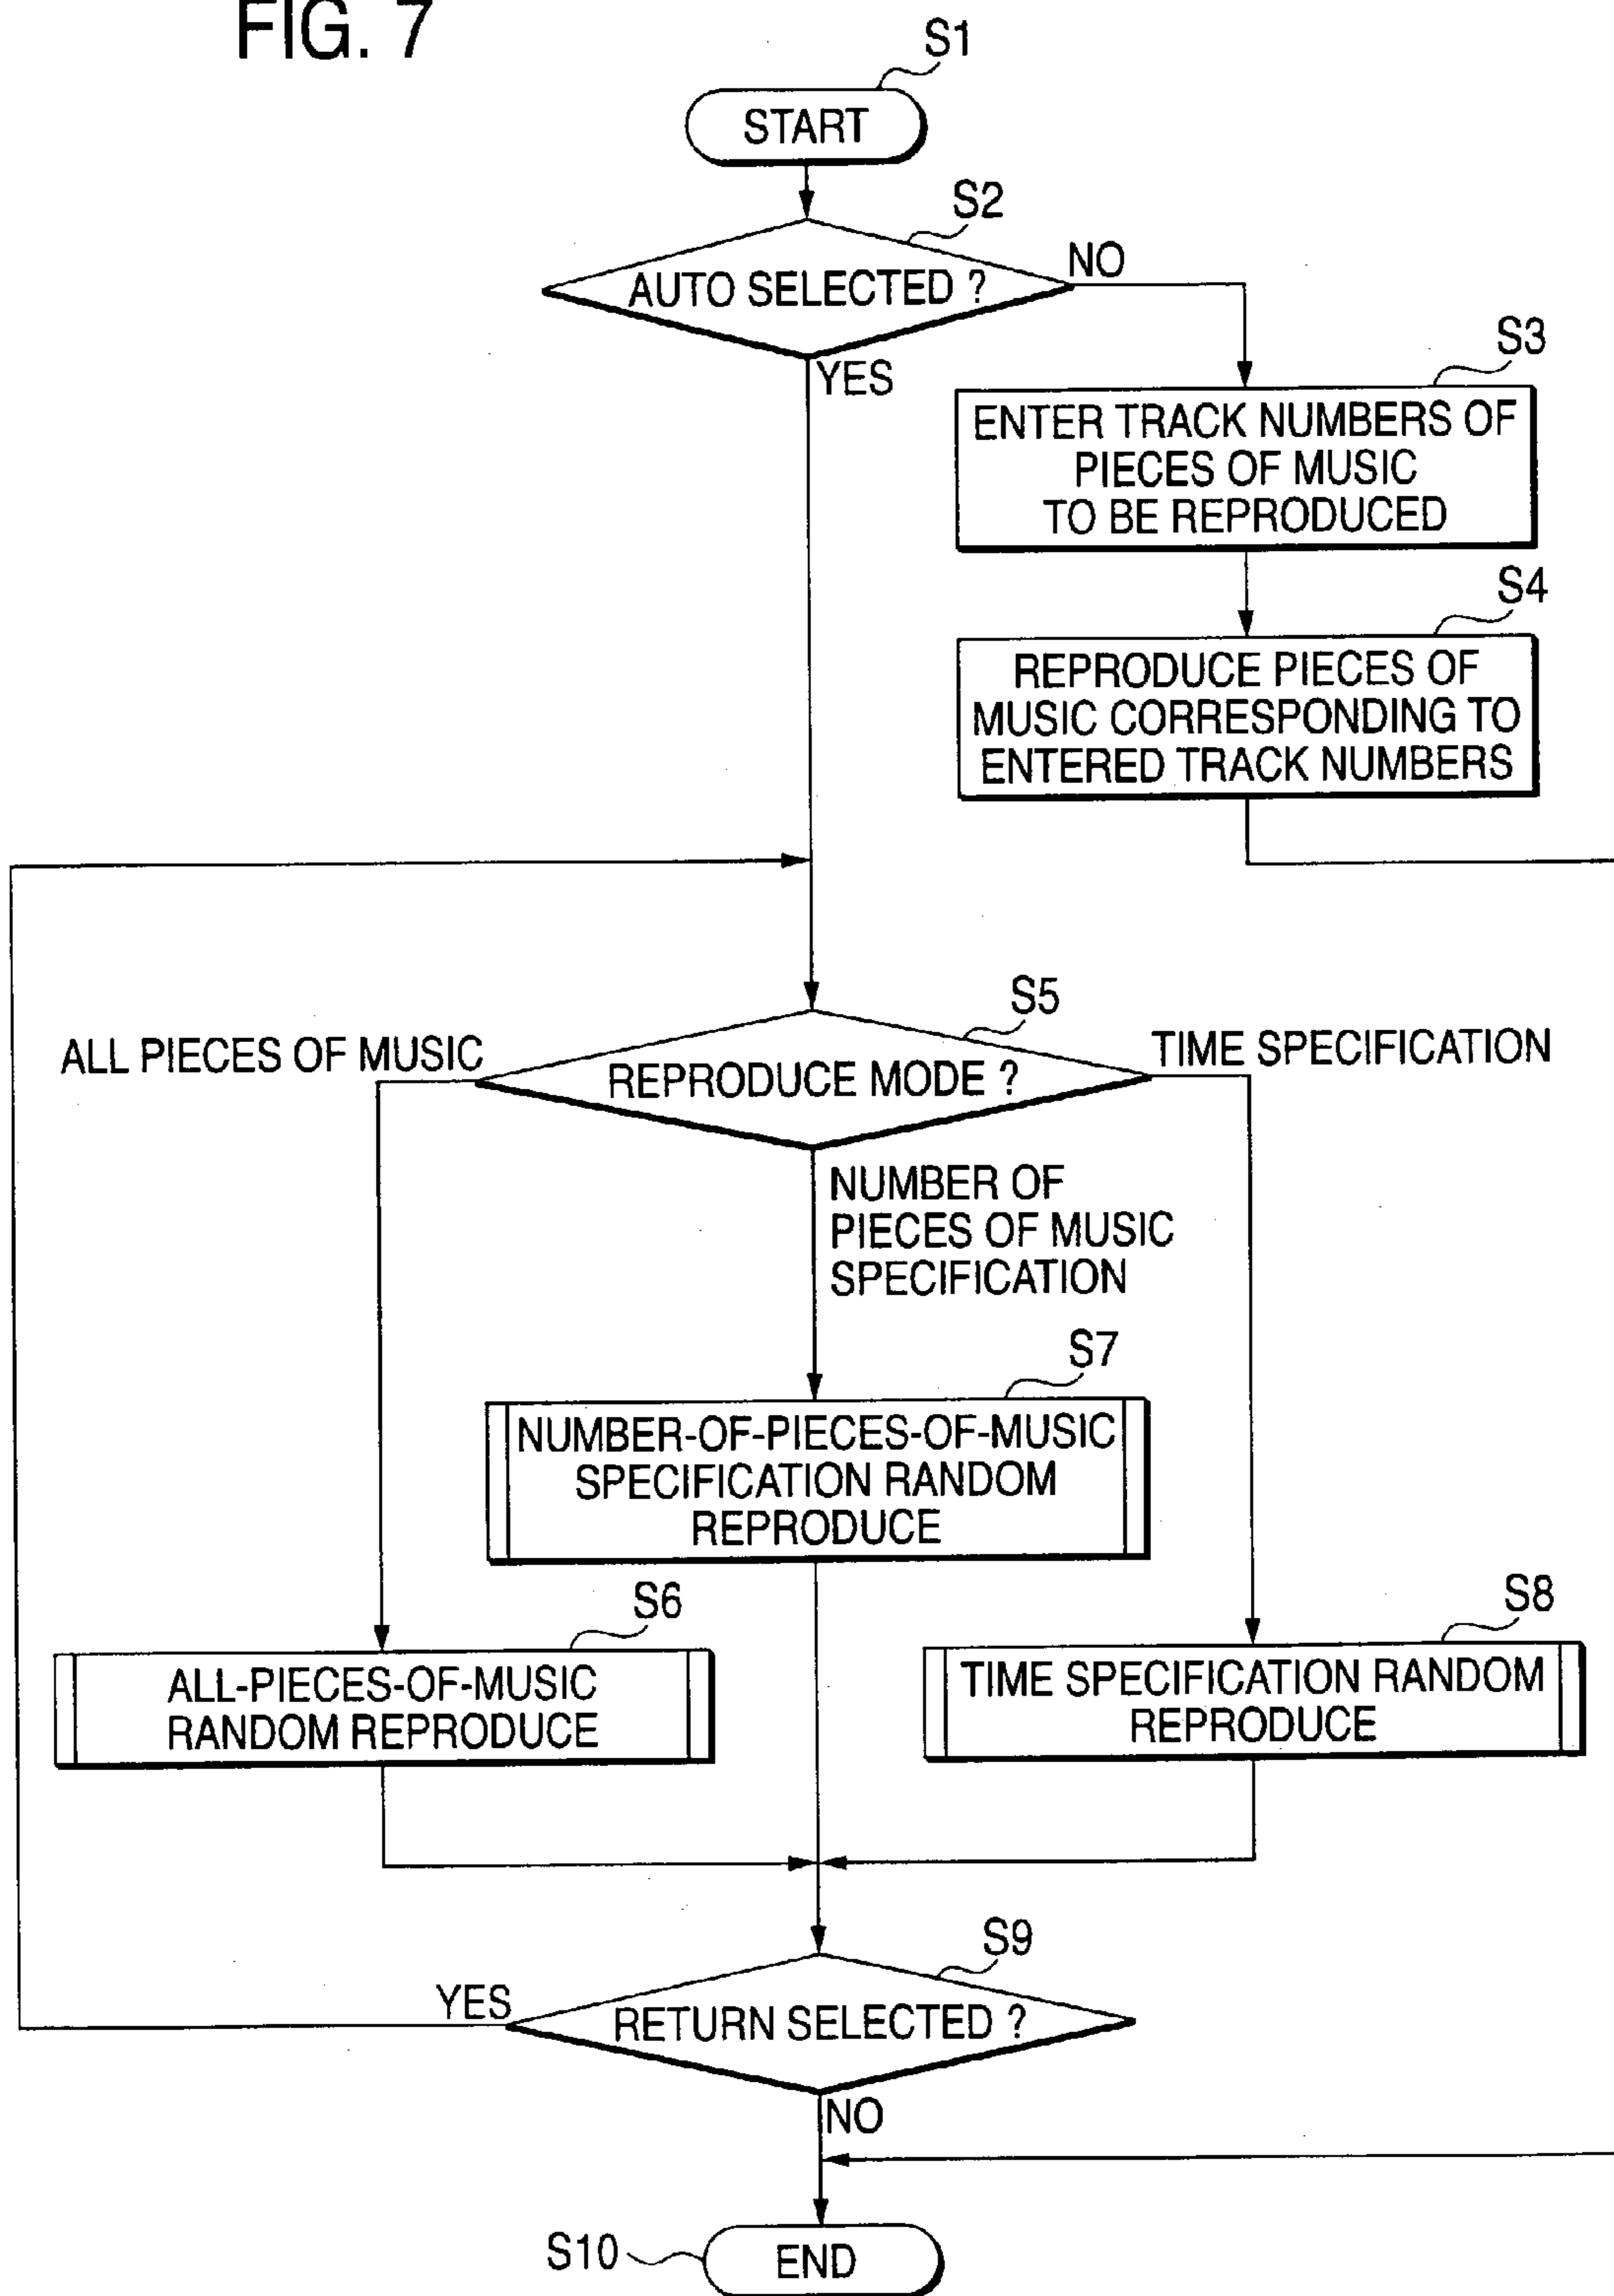 FIG. 7
S1
START
S2
AUTO SELECTED ?
NO
YES
S3
ENTER TRACK NUMBERS OF
PIECES OF MUSIC
TO BE REPRODUCED
S4
REPRODUCE PIECES OF
MUSIC CORRESPONDING TO
ENTERED TRACK NUMBERS
S5
ALL PIECES OF MUSIC
REPRODUCE MODE ?
TIME SPECIFICATION
NUMBER OF
PIECES OF MUSIC
SPECIFICATION
S7
NUMBER-OF-PIECES-OF-MUSIC
SPECIFICATION RANDOM
REPRODUCE
S6
ALL-PIECES-OF-MUSIC
RANDOM REPRODUCE
S8
TIME SPECIFICATION RANDOM
REPRODUCE
S9
YES
RETURN SELECTED ?
NO
S10
END